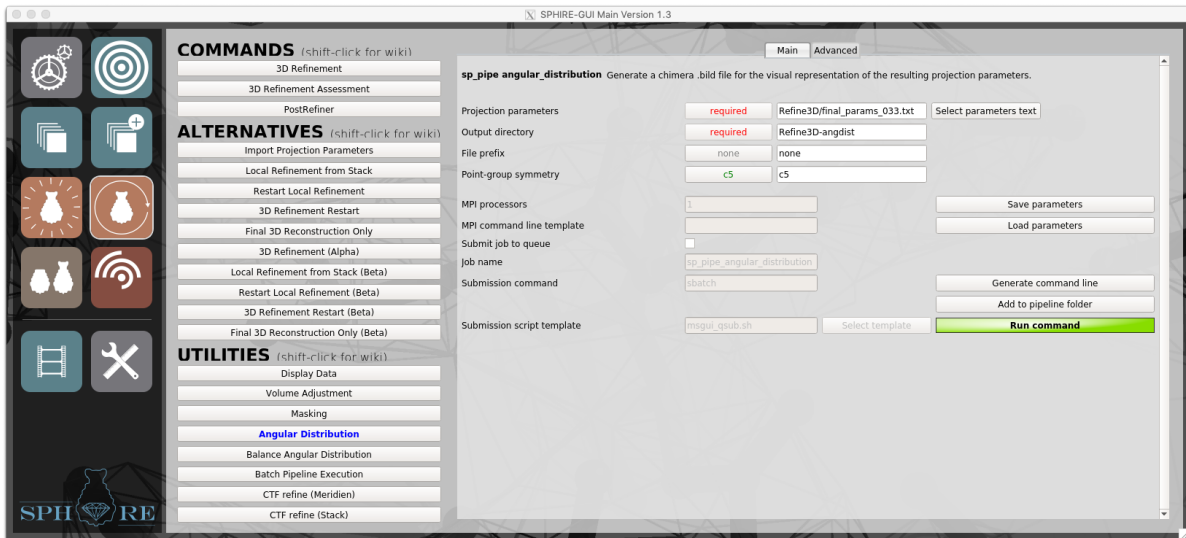 SPHIRE-GUI Main Version 1.3
COMMANDS (shift-click for wiki)
3D Refinement
3D Refinement Assessment
PostRefiner
ALTERNATIVES (shift-click for wiki)
Import Projection Parameters
Local Refinement from Stack
Restart Local Refinement
3D Refinement Restart
Final 3D Reconstruction Only
3D Refinement (Alpha)
Local Refinement from Stack (Beta)
Restart Local Refinement (Beta)
3D Refinement Restart (Beta)
Final 3D Reconstruction Only (Beta)
UTILITIES (shift-click for wiki)
Display Data
Volume Adjustment
Masking
Angular Distribution
Balance Angular Distribution
Batch Pipeline Execution
CTF refine (Meridien)
CTF refine (Stack)
SPH RE
Main Advanced
sp_pipe angular_distribution Generate a chimera .bild file for the visual representation of the resulting projection parameters.
Projection parameters required Refine3D/final_params_033.txt Select parameters text
Output directory required Refine3D-angdist
File prefix none none
Point-group symmetry c5 c5
MPI processors 1 Save parameters
MPI command line template Load parameters
Submit job to queue
Job name sp_pipe_angular_distribution
Submission command sbatch Generate command line
Add to pipeline folder
Submission script template msgui_qsub.sh Select template Run command